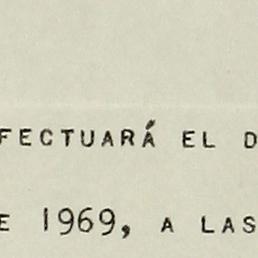 FECTUARÁ EL D
E 1969, A LAS